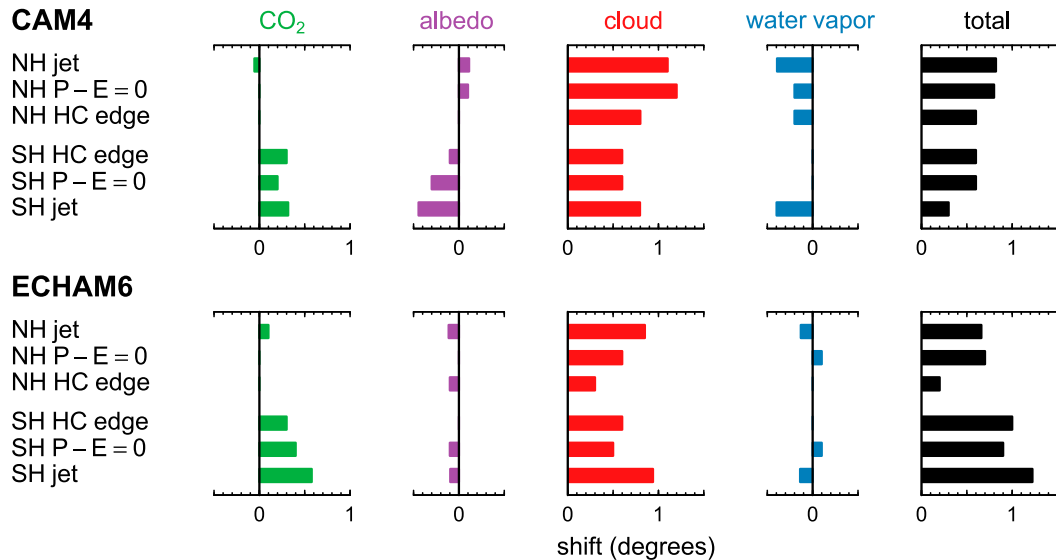 CAM4 CO₂ albedo cloud water vapor total
NH jet
NH P – E = 0
NH HC edge
SH HC edge
SH P – E = 0
SH jet
0 1 0 0 1 0 0 1
ECHAM6
NH jet
NH P – E = 0
NH HC edge
SH HC edge
SH P – E = 0
SH jet
0 1 0 0 1 0 0 1
shift (degrees)